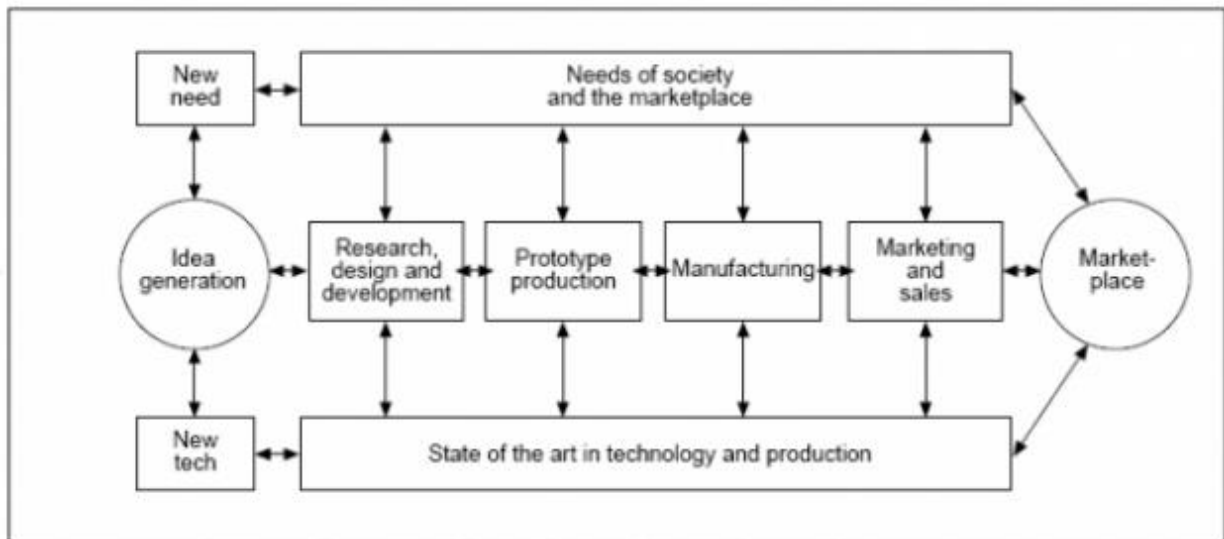 New
need
Needs of society
and the marketplace
Idea
generation
Research,
design and
development
Prototype
production
Manufacturing
Marketing
and
sales
Market-
place
New
tech
State of the art in technology and production